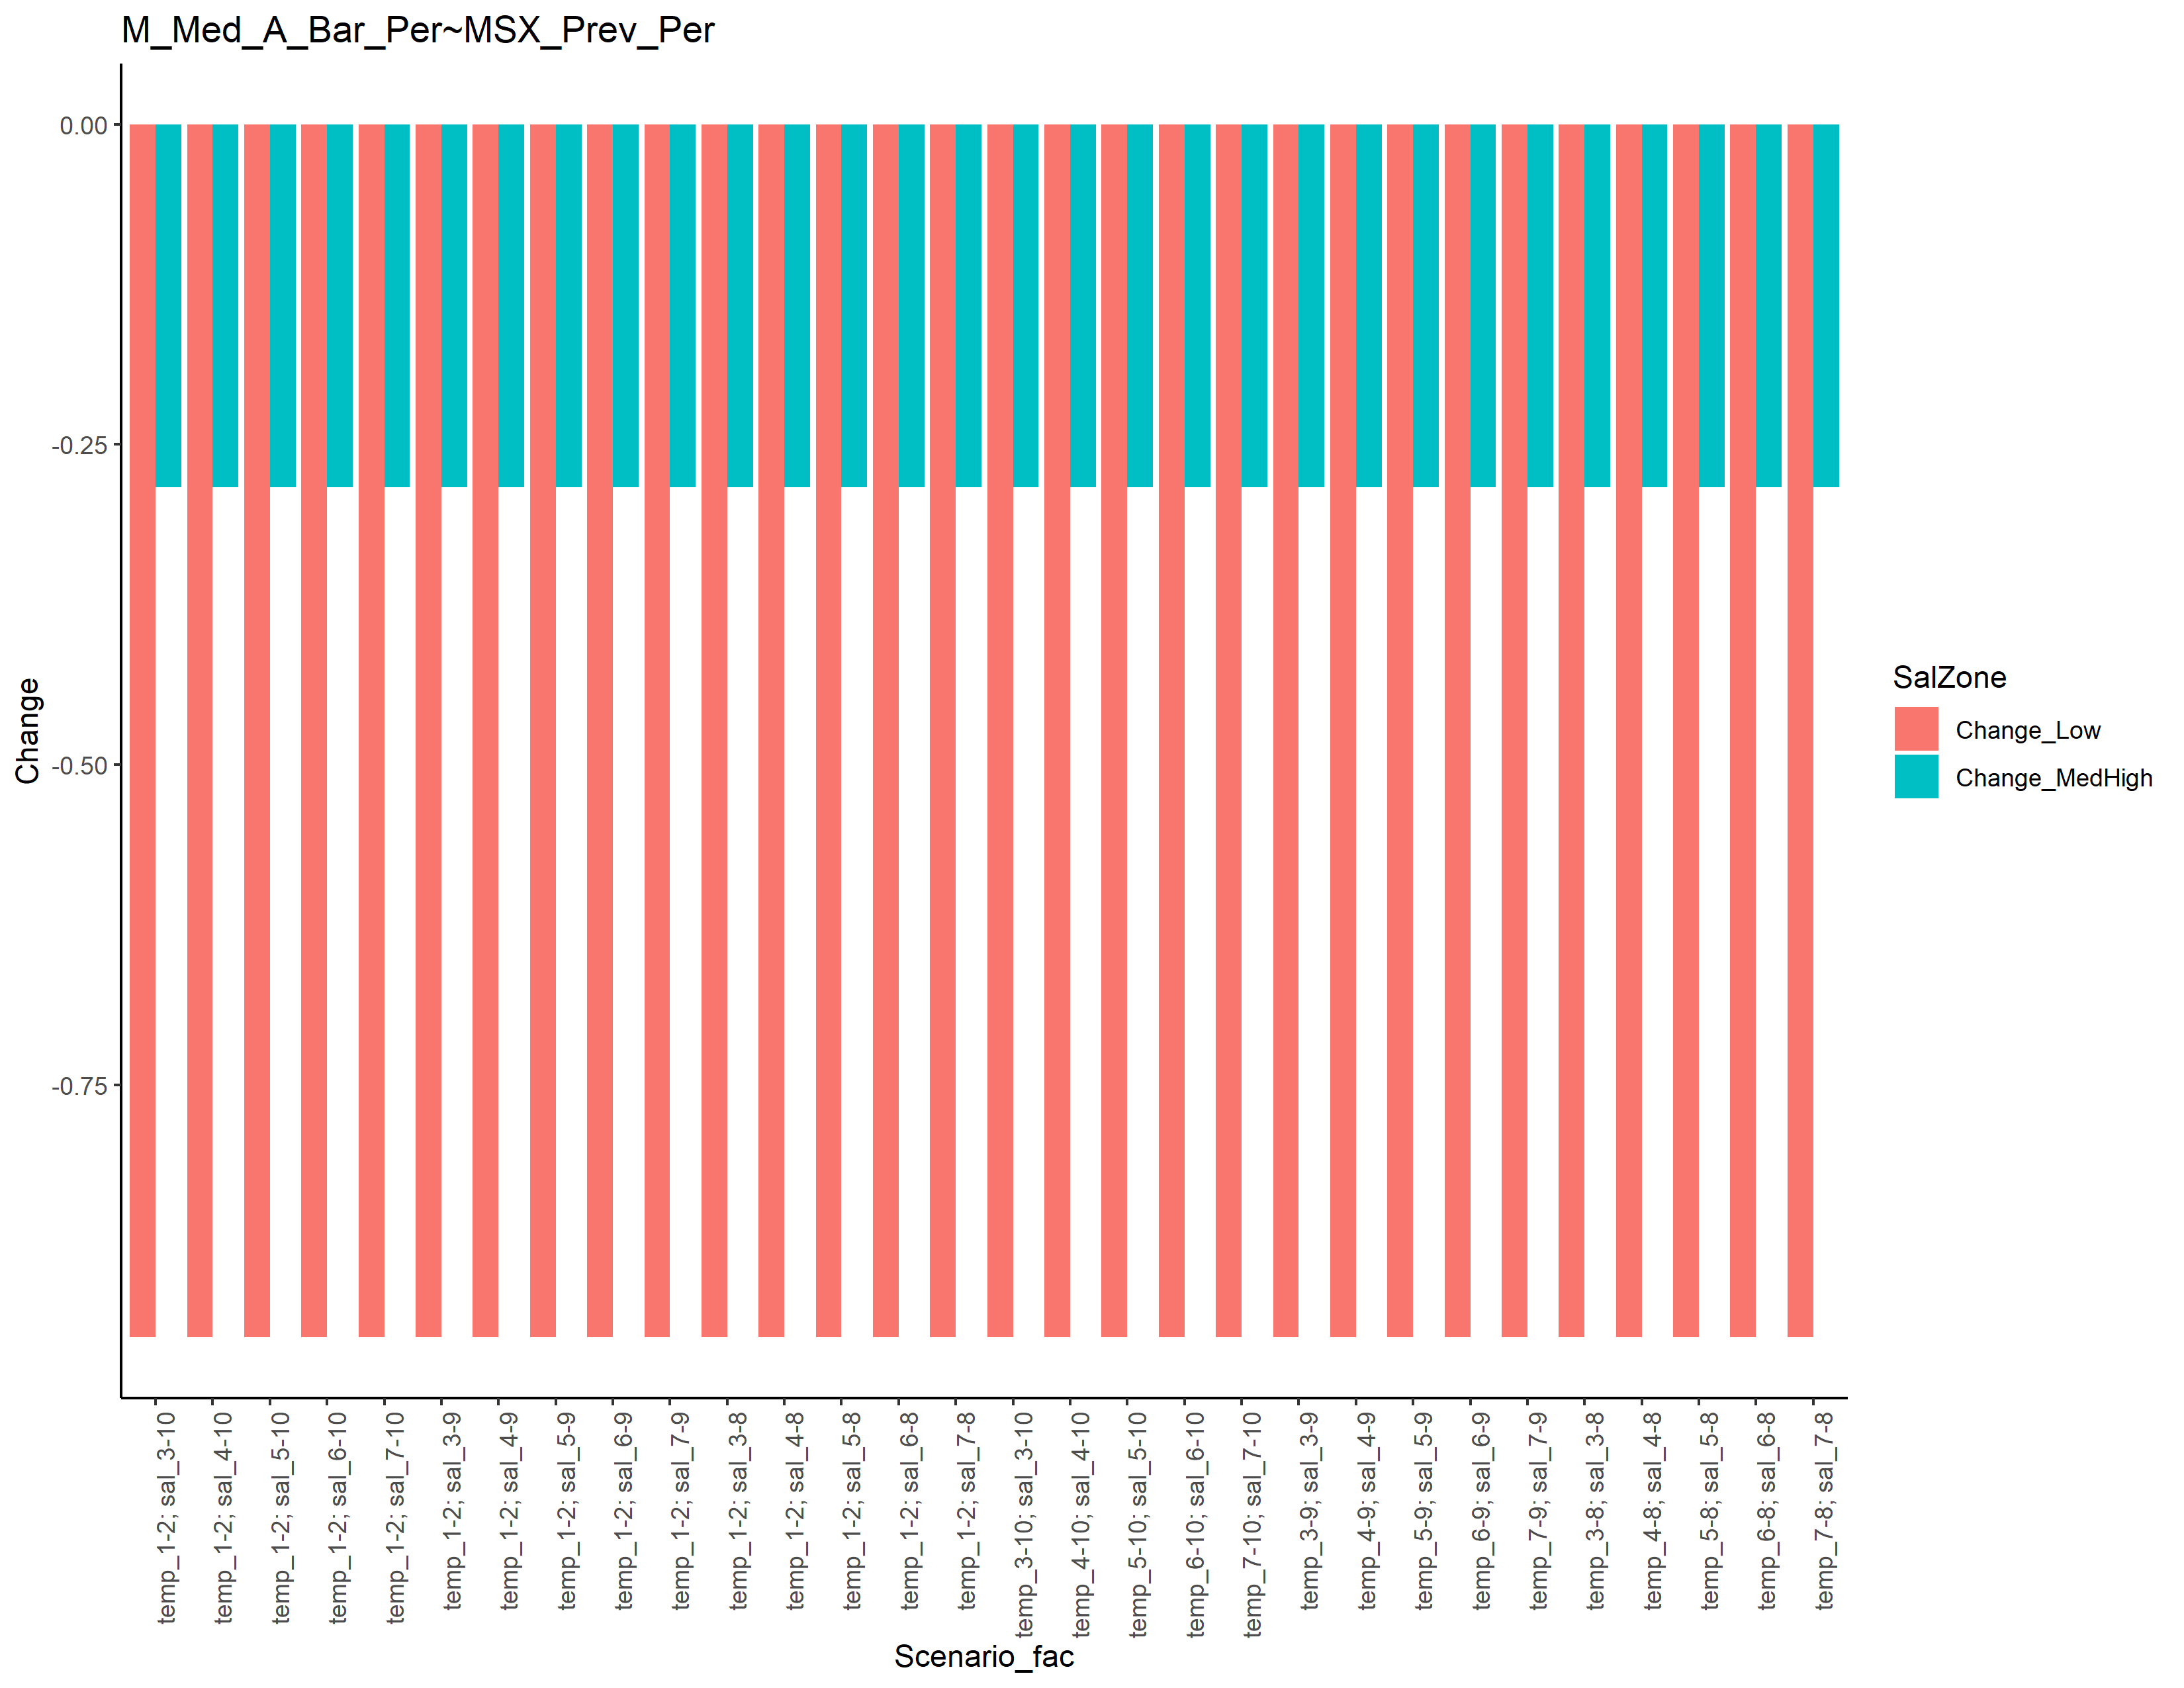 M_Med_A_Bar_Per~MSX_Prev_Per
0.00
-0.25
-0.50
-0.75
Change
temp_1-2; sal_3-10
temp_1-2; sal_4-10
temp_1-2; sal_5-10
temp_1-2; sal_6-10
temp_1-2; sal_7-10
temp_1-2; sal_3-9
temp_1-2; sal_4-9
temp_1-2; sal_5-9
temp_1-2; sal_6-9
temp_1-2; sal_7-9
temp_1-2; sal_3-8
temp_1-2; sal_4-8
temp_1-2; sal_5-8
temp_1-2; sal_6-8
temp_1-2; sal_7-8
temp_3-10; sal_3-10
temp_4-10; sal_4-10
temp_5-10; sal_5-10
temp_6-10; sal_6-10
temp_7-10; sal_7-10
temp_3-9; sal_3-9
temp_4-9; sal_4-9
temp_5-9; sal_5-9
temp_6-9; sal_6-9
temp_7-9; sal_7-9
temp_3-8; sal_3-8
temp_4-8; sal_4-8
temp_5-8; sal_5-8
temp_6-8; sal_6-8
temp_7-8; sal_7-8
Scenario_fac
SalZone
Change_Low
Change_MedHigh